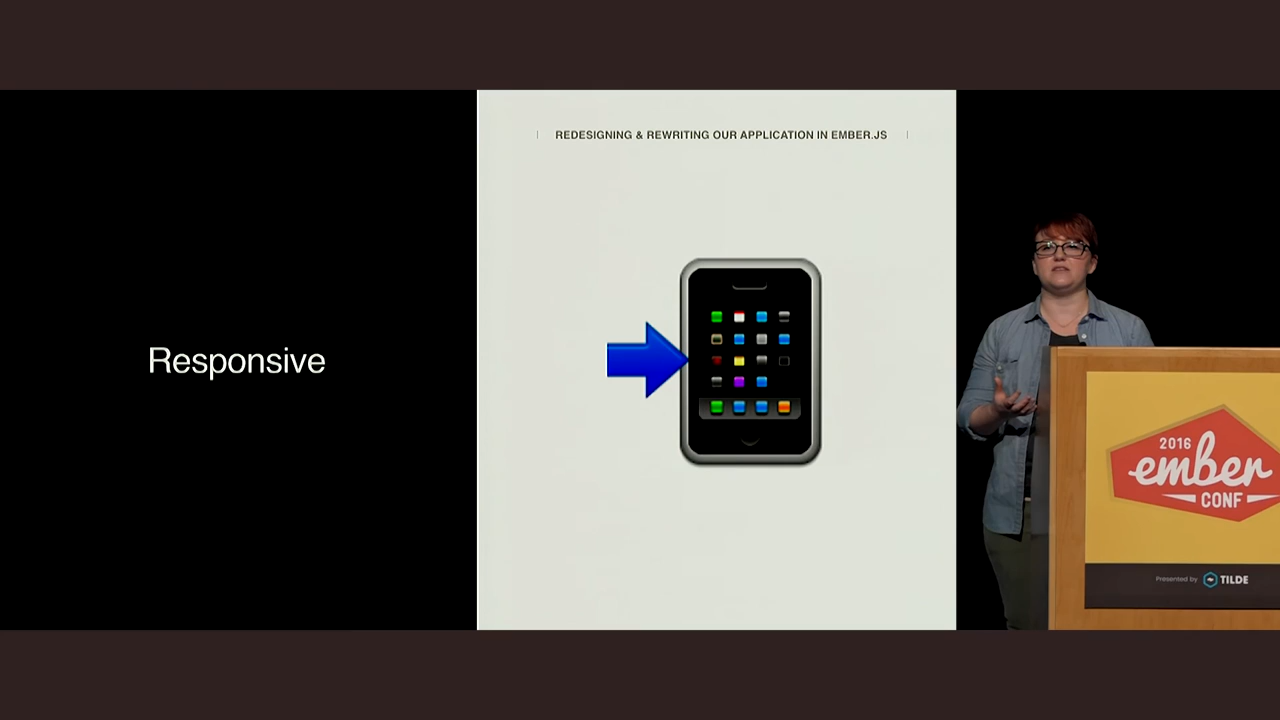 Responsive
REDESIGNING & REWRITING OUR APPLICATION IN EMBER.JS
2016
ember
CONF
Presented by TILDE